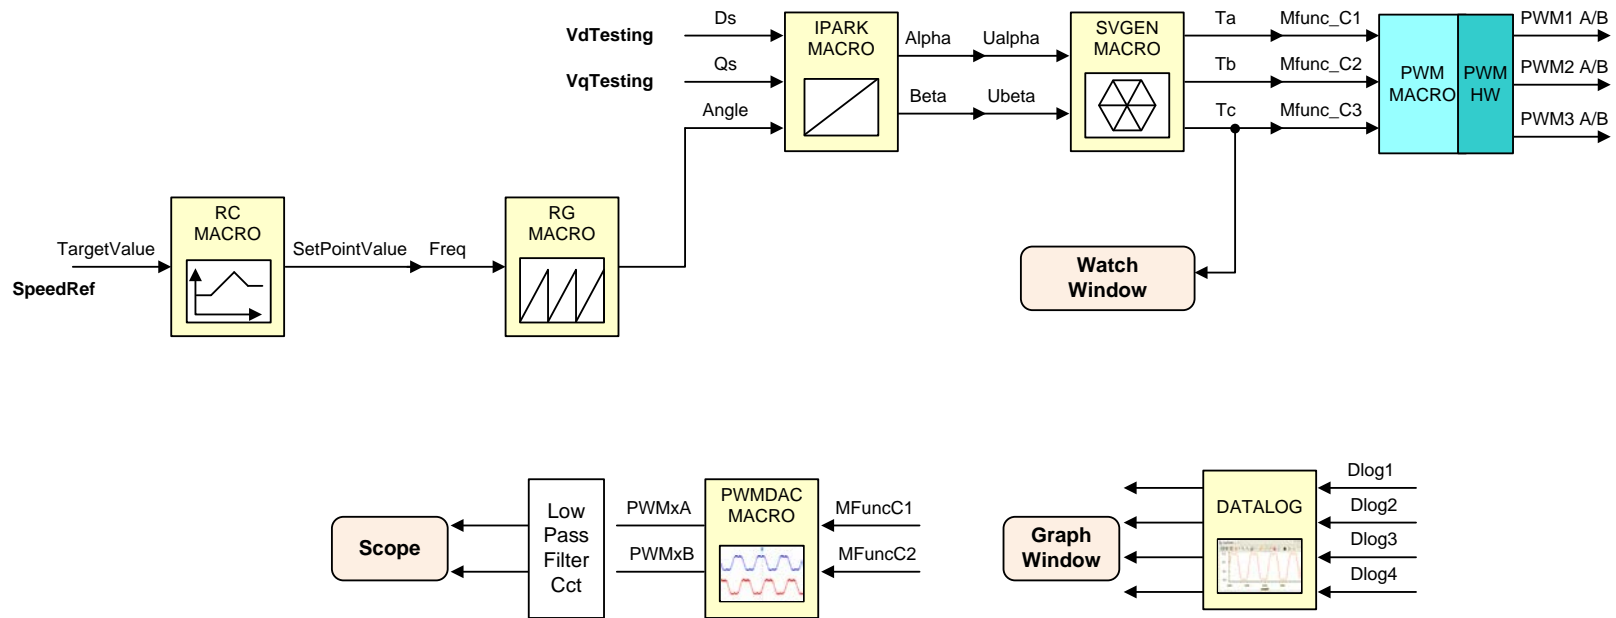 VdTesting
Ds
IPARK
MACRO
Alpha
Ualpha
SVGEN
MACRO
Ta
Mfunc_C1
PWM1 A/B
VqTesting
Qs
Tb
Mfunc_C2
PWM
MACRO
PWM
HW
PWM2 A/B
Angle
Beta
Ubeta
Tc
Mfunc_C3
PWM3 A/B
TargetValue
SpeedRef
RC
MACRO
SetPointValue
Freq
RG
MACRO
Watch
Window
Scope
Low
Pass
Filter
Cct
PWMxA
PWMxB
PWMDAC
MACRO
MFuncC1
MFuncC2
Graph
Window
DATALOG
Dlog1
Dlog2
Dlog3
Dlog4